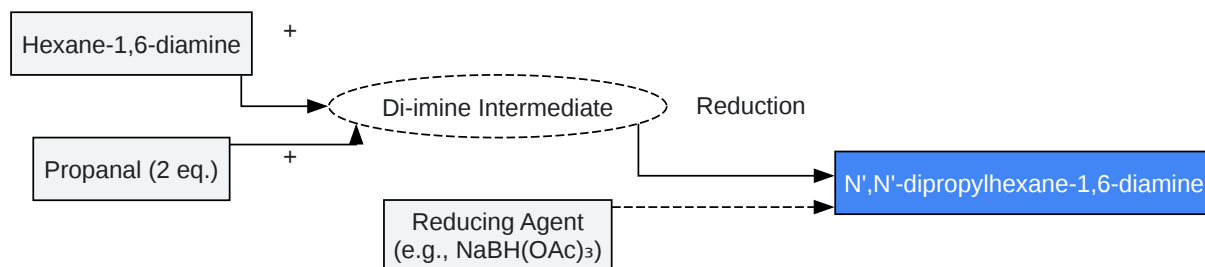 Hexane-1,6-diamine
+
Di-imine Intermediate
Reduction
Propanal (2 eq.)
+
N',N'-dipropylhexane-1,6-diamine
Reducing Agent
(e.g., NaBH(OAc)₃)